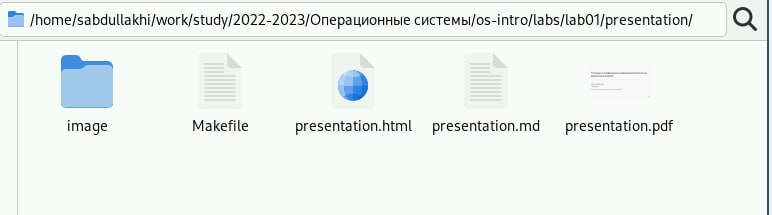 /home/sabdullakhi/work/study/2022-2023/Операционные системы/os-intro/labs/lab01/presentation/
image
Makefile
presentation.html
presentation.md
presentation.pdf